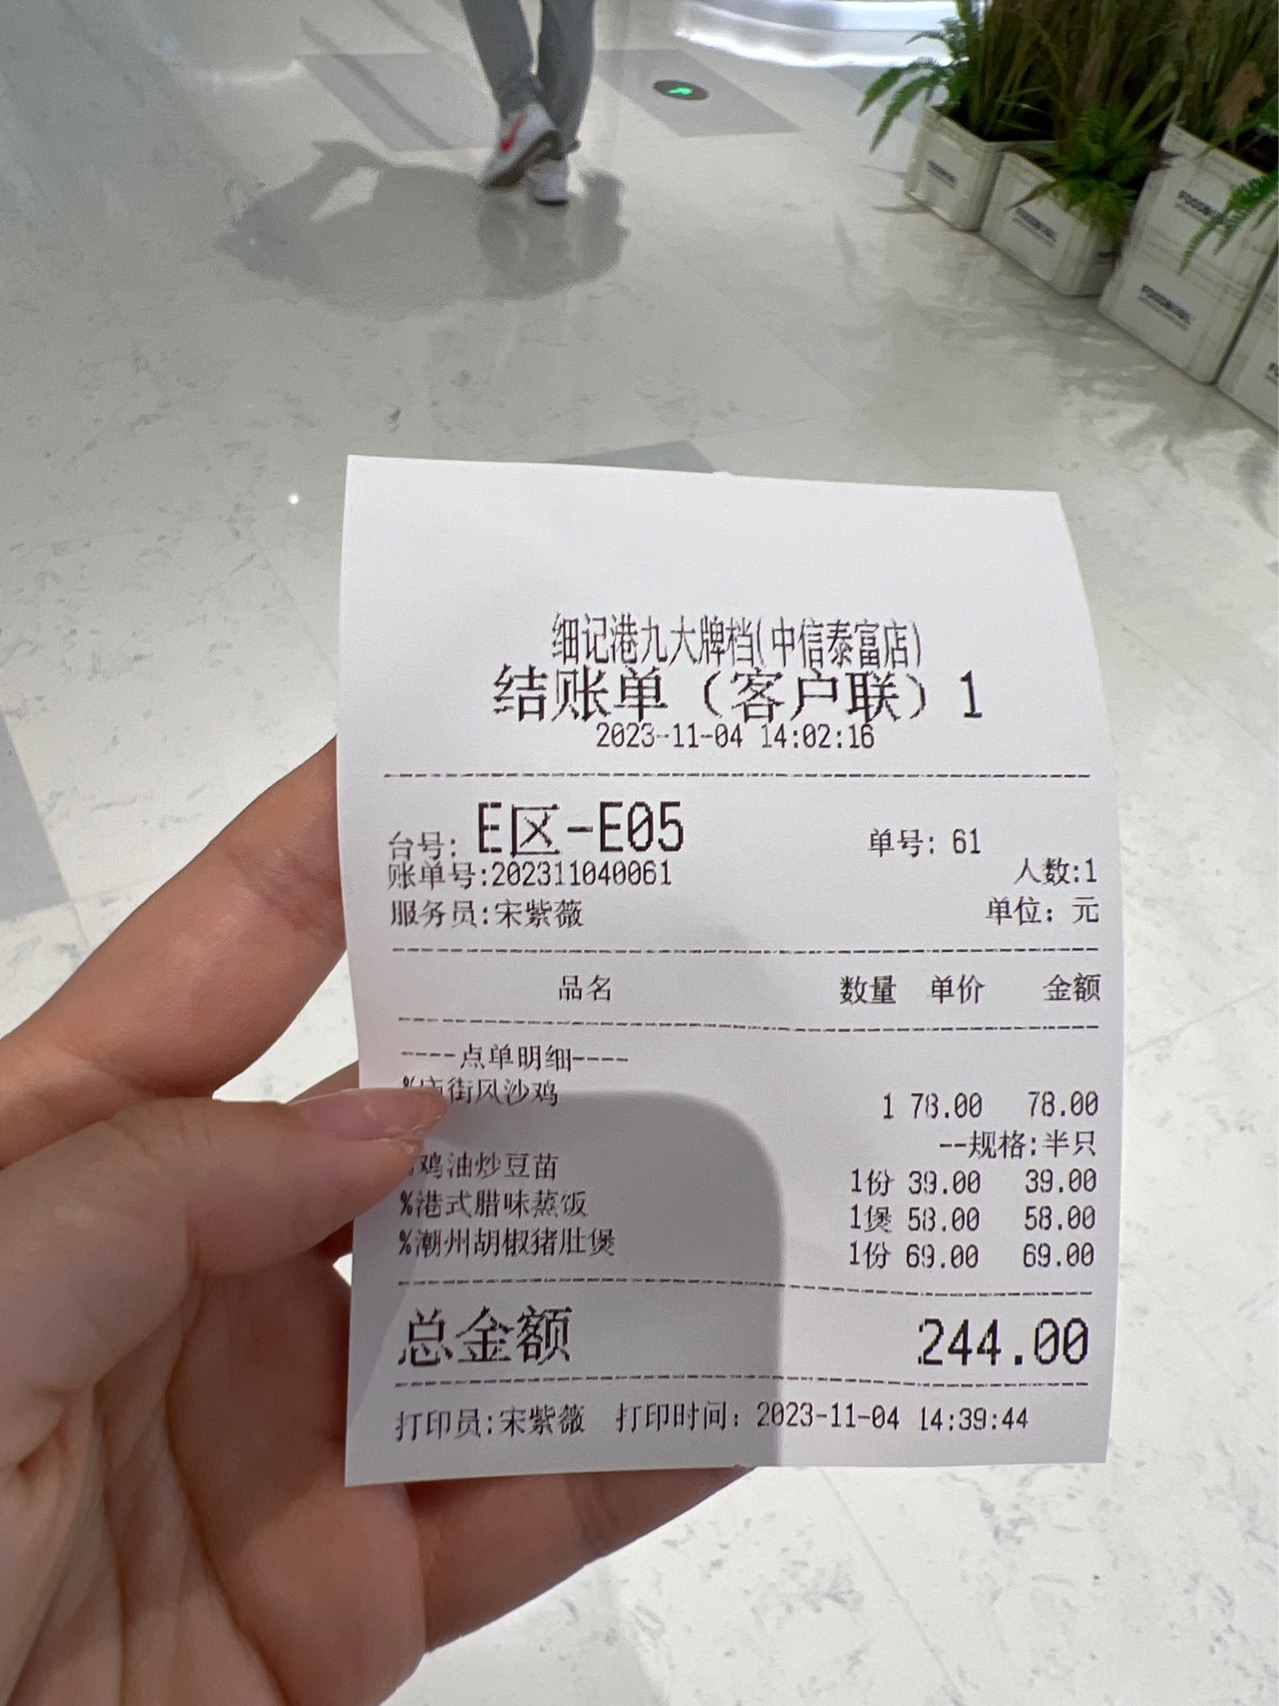 细记港九大牌档(中信泰富店)
结账单（客户联）1
2023-11-04 14:02:16
台号: E区-E05 单号: 61
账单号:202311040061 人数:1
服务员:宋紫薇 单位: 元
品名 数量 单价 金额
----点单明细----
%庙街风沙鸡 1 78.00 78.00
--规格:半只
鸡油炒豆苗 1份 39.00 39.00
%港式腊味蒸饭 1煲 58.00 58.00
%潮州胡椒猪肚煲 1份 69.00 69.00
总金额 244.00
打印员:宋紫薇 打印时间: 2023-11-04 14:39:44